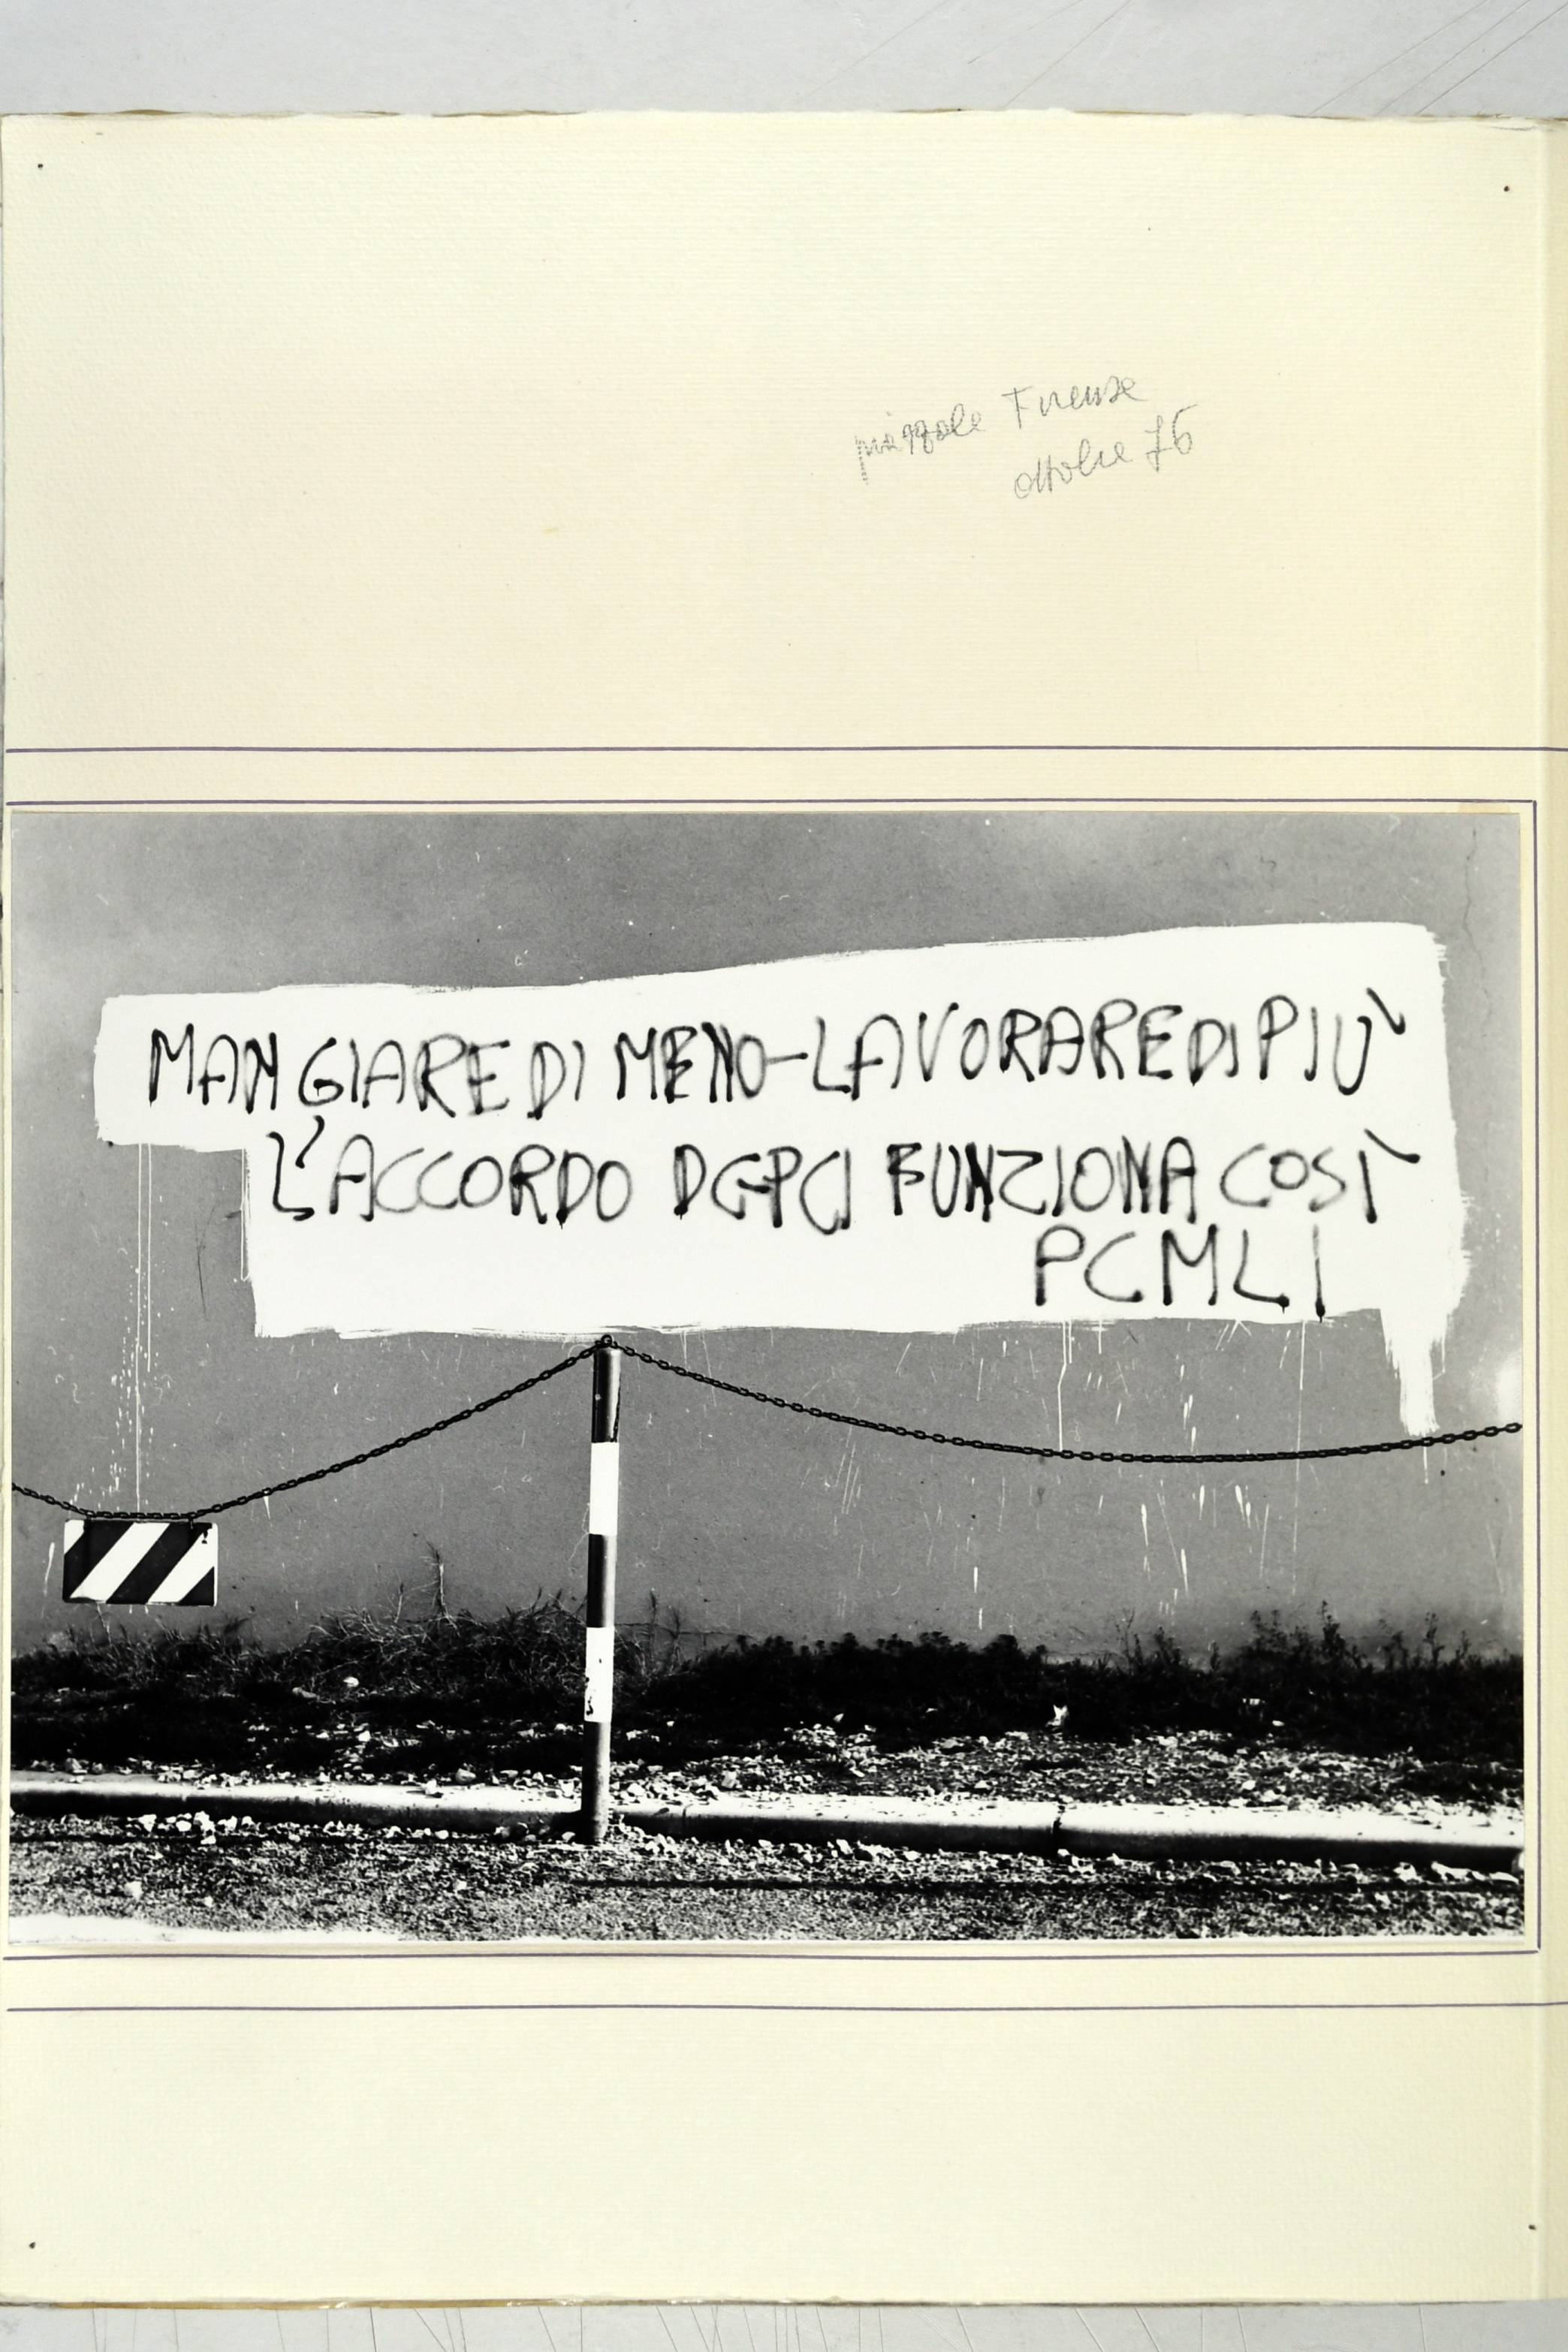 piazzale Firenze
ottobre 76
MANGIARE DI MENO-LAVORARE DI PIÙ
L'ACCORDO DC-PCI FUNZIONA COSÌ
PCMLI